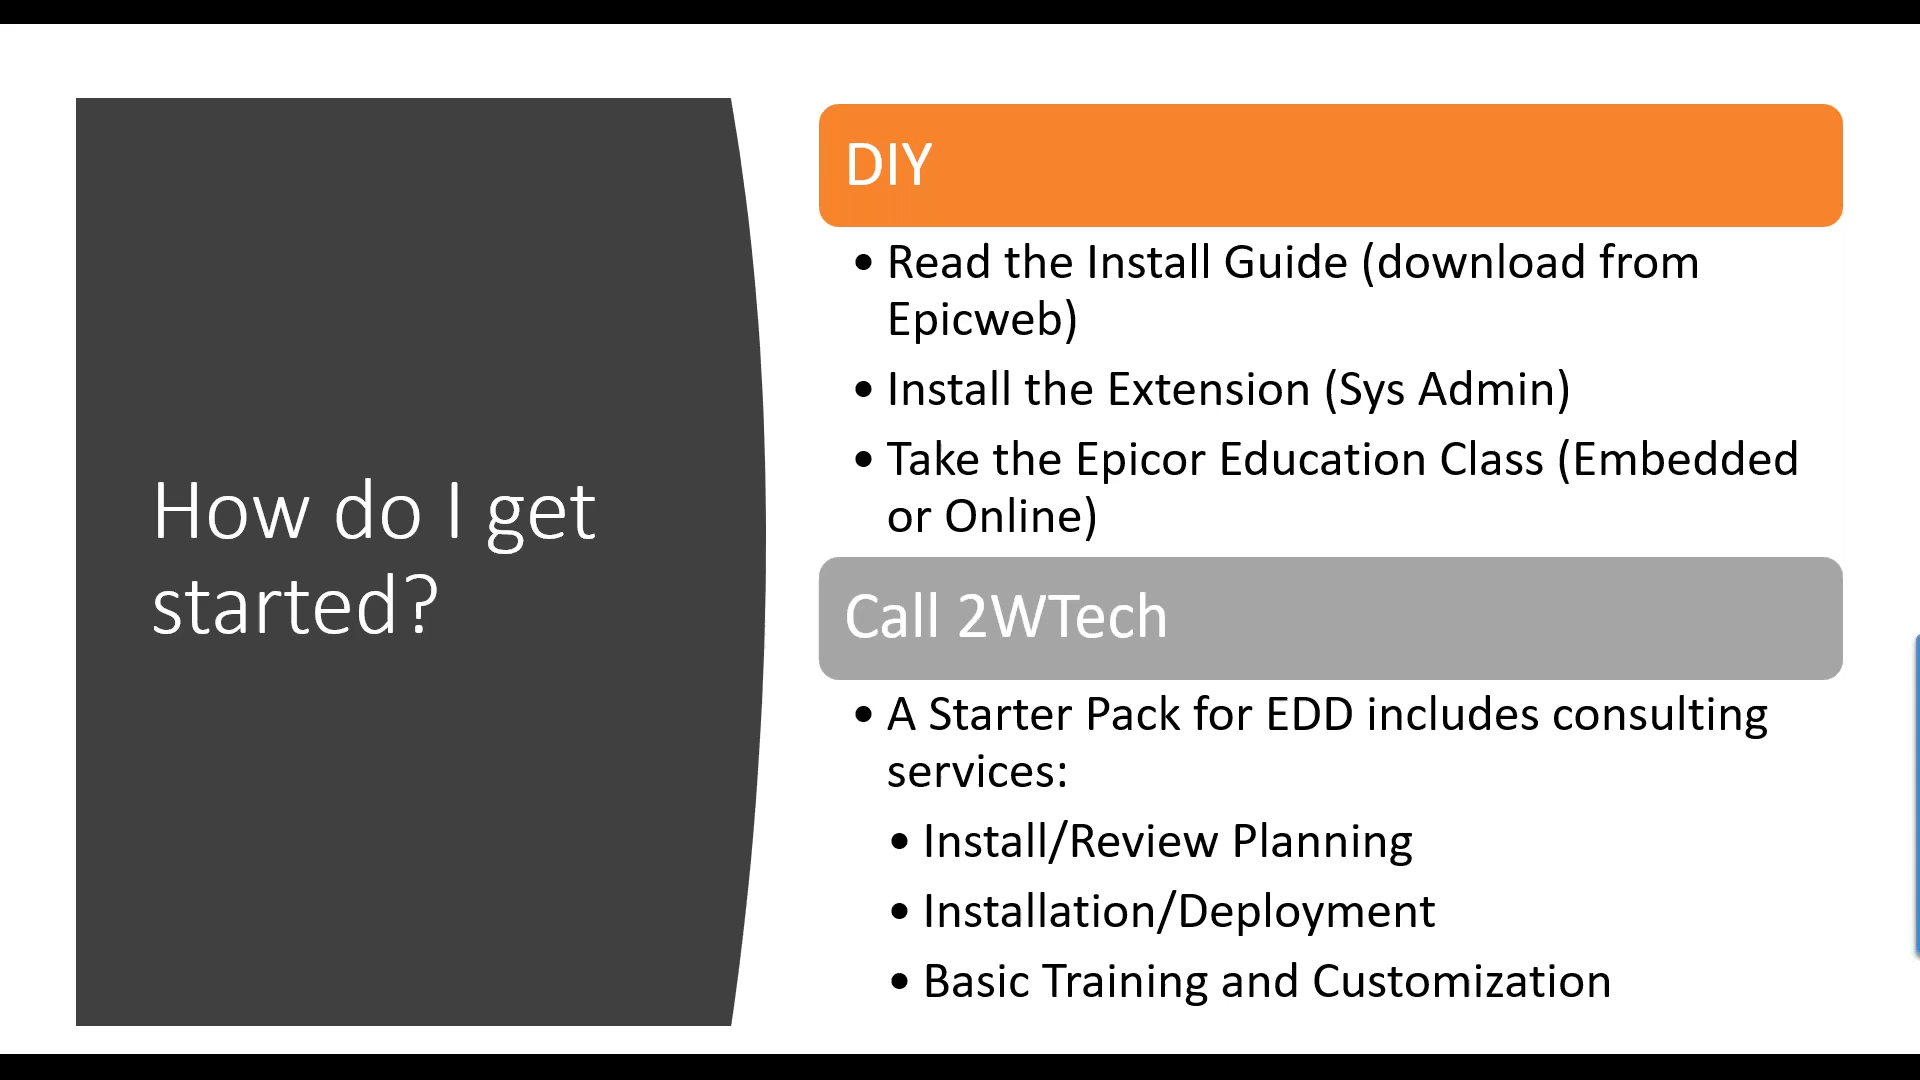 How do I get
started?
DIY
• Read the Install Guide (download from
Epicweb)
• Install the Extension (Sys Admin)
• Take the Epicor Education Class (Embedded
or Online)
Call 2WTech
• A Starter Pack for EDD includes consulting
services:
• Install/Review Planning
• Installation/Deployment
• Basic Training and Customization